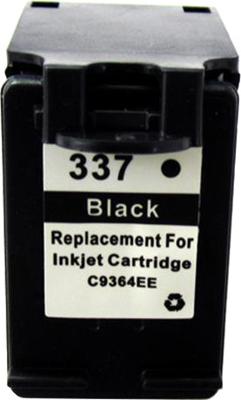 337
Black
Replacement For
Inkjet Cartridge
C9364EE